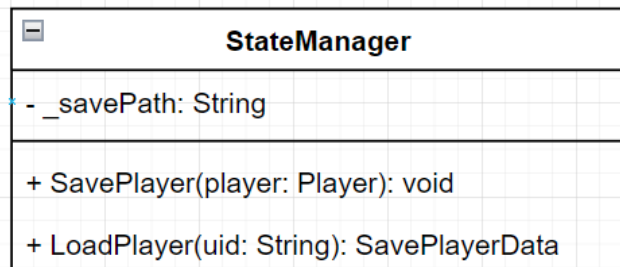 StateManager
- _savePath: String
+ SavePlayer(player: Player): void
+ LoadPlayer(uid: String): SavePlayerData